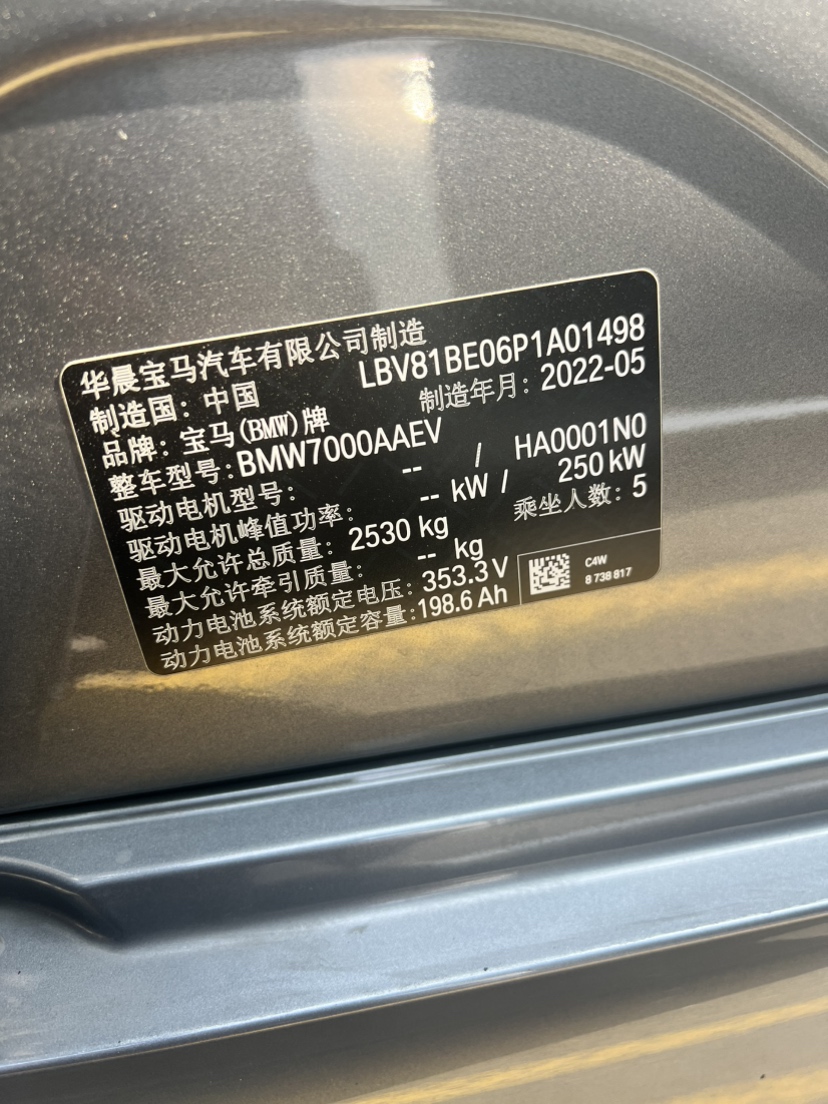 华晨宝马汽车有限公司制造
LBV81BE06P1A01498
制造国：中国
制造年月：2022-05
品牌：宝马(BMW)牌
整车型号：BMW7000AAEV
驱动电机型号： -- / HA0001N0
驱动电机峰值功率： -- kW / 250 kW
最大允许总质量： 2530 kg
乘坐人数：5
最大允许牵引质量： -- kg
动力电池系统额定电压：353.3 V
动力电池系统额定容量：198.6 Ah
C4W
8 738 817